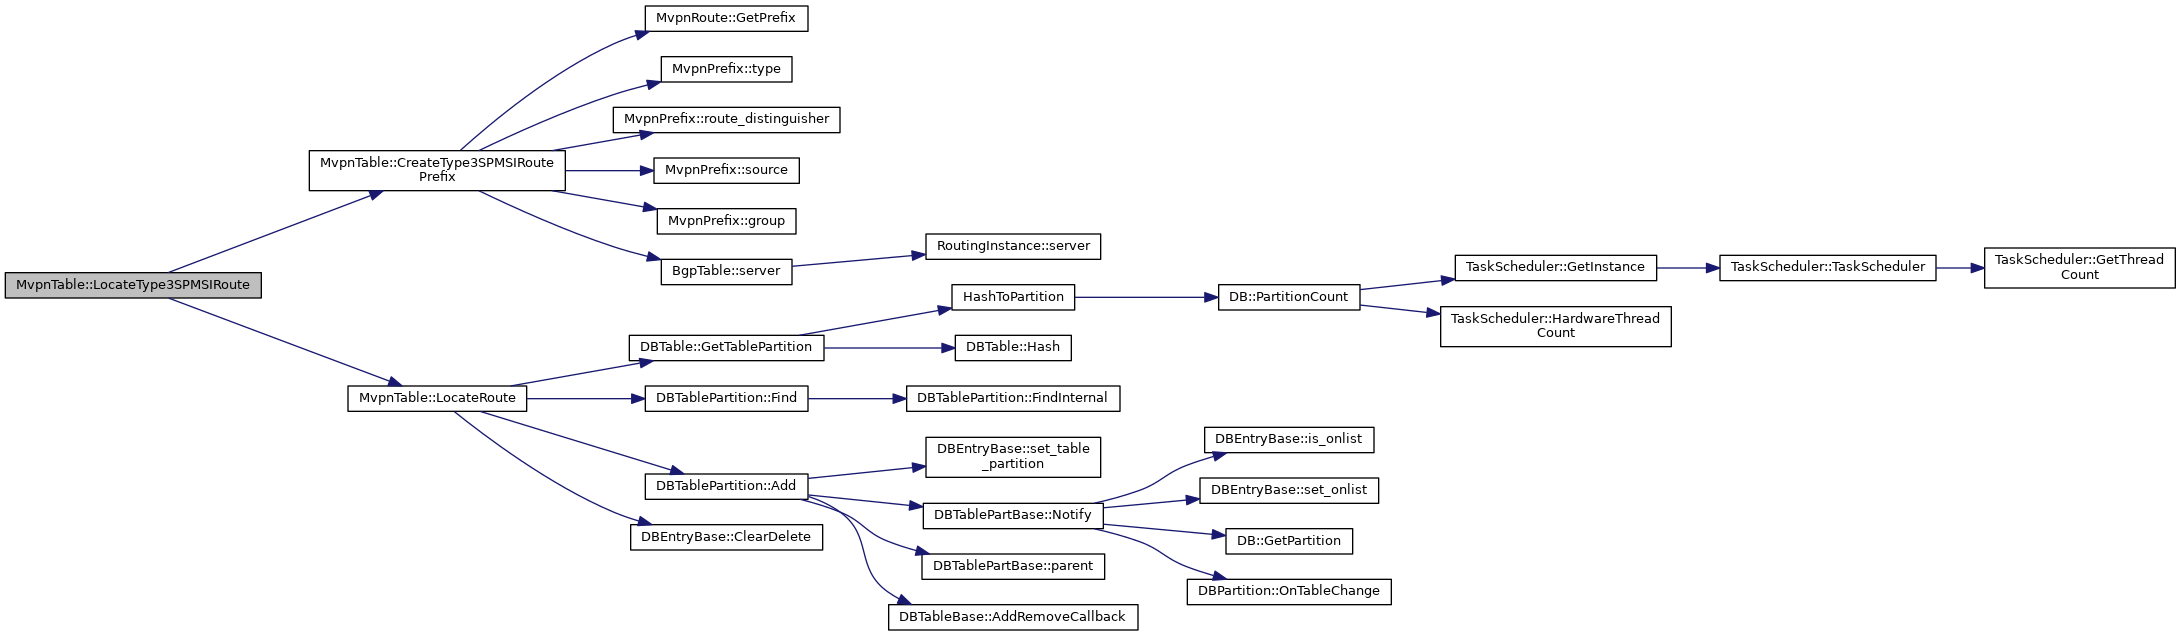 MvpnRoute::GetPrefix
MvpnPrefix::type
MvpnPrefix::route_distinguisher
MvpnTable::CreateType3SPMSIRoute
Prefix
MvpnPrefix::source
MvpnPrefix::group
BgpTable::server
RoutingInstance::server
MvpnTable::LocateType3SPMSIRoute
HashToPartition
DB::PartitionCount
TaskScheduler::GetInstance
TaskScheduler::TaskScheduler
TaskScheduler::GetThread
Count
TaskScheduler::HardwareThread
Count
DBTable::GetTablePartition
DBTable::Hash
MvpnTable::LocateRoute
DBTablePartition::Find
DBTablePartition::FindInternal
DBTablePartition::Add
DBEntryBase::set_table
_partition
DBTablePartBase::Notify
DBEntryBase::is_onlist
DBEntryBase::set_onlist
DB::GetPartition
DBPartition::OnTableChange
DBEntryBase::ClearDelete
DBTablePartBase::parent
DBTableBase::AddRemoveCallback